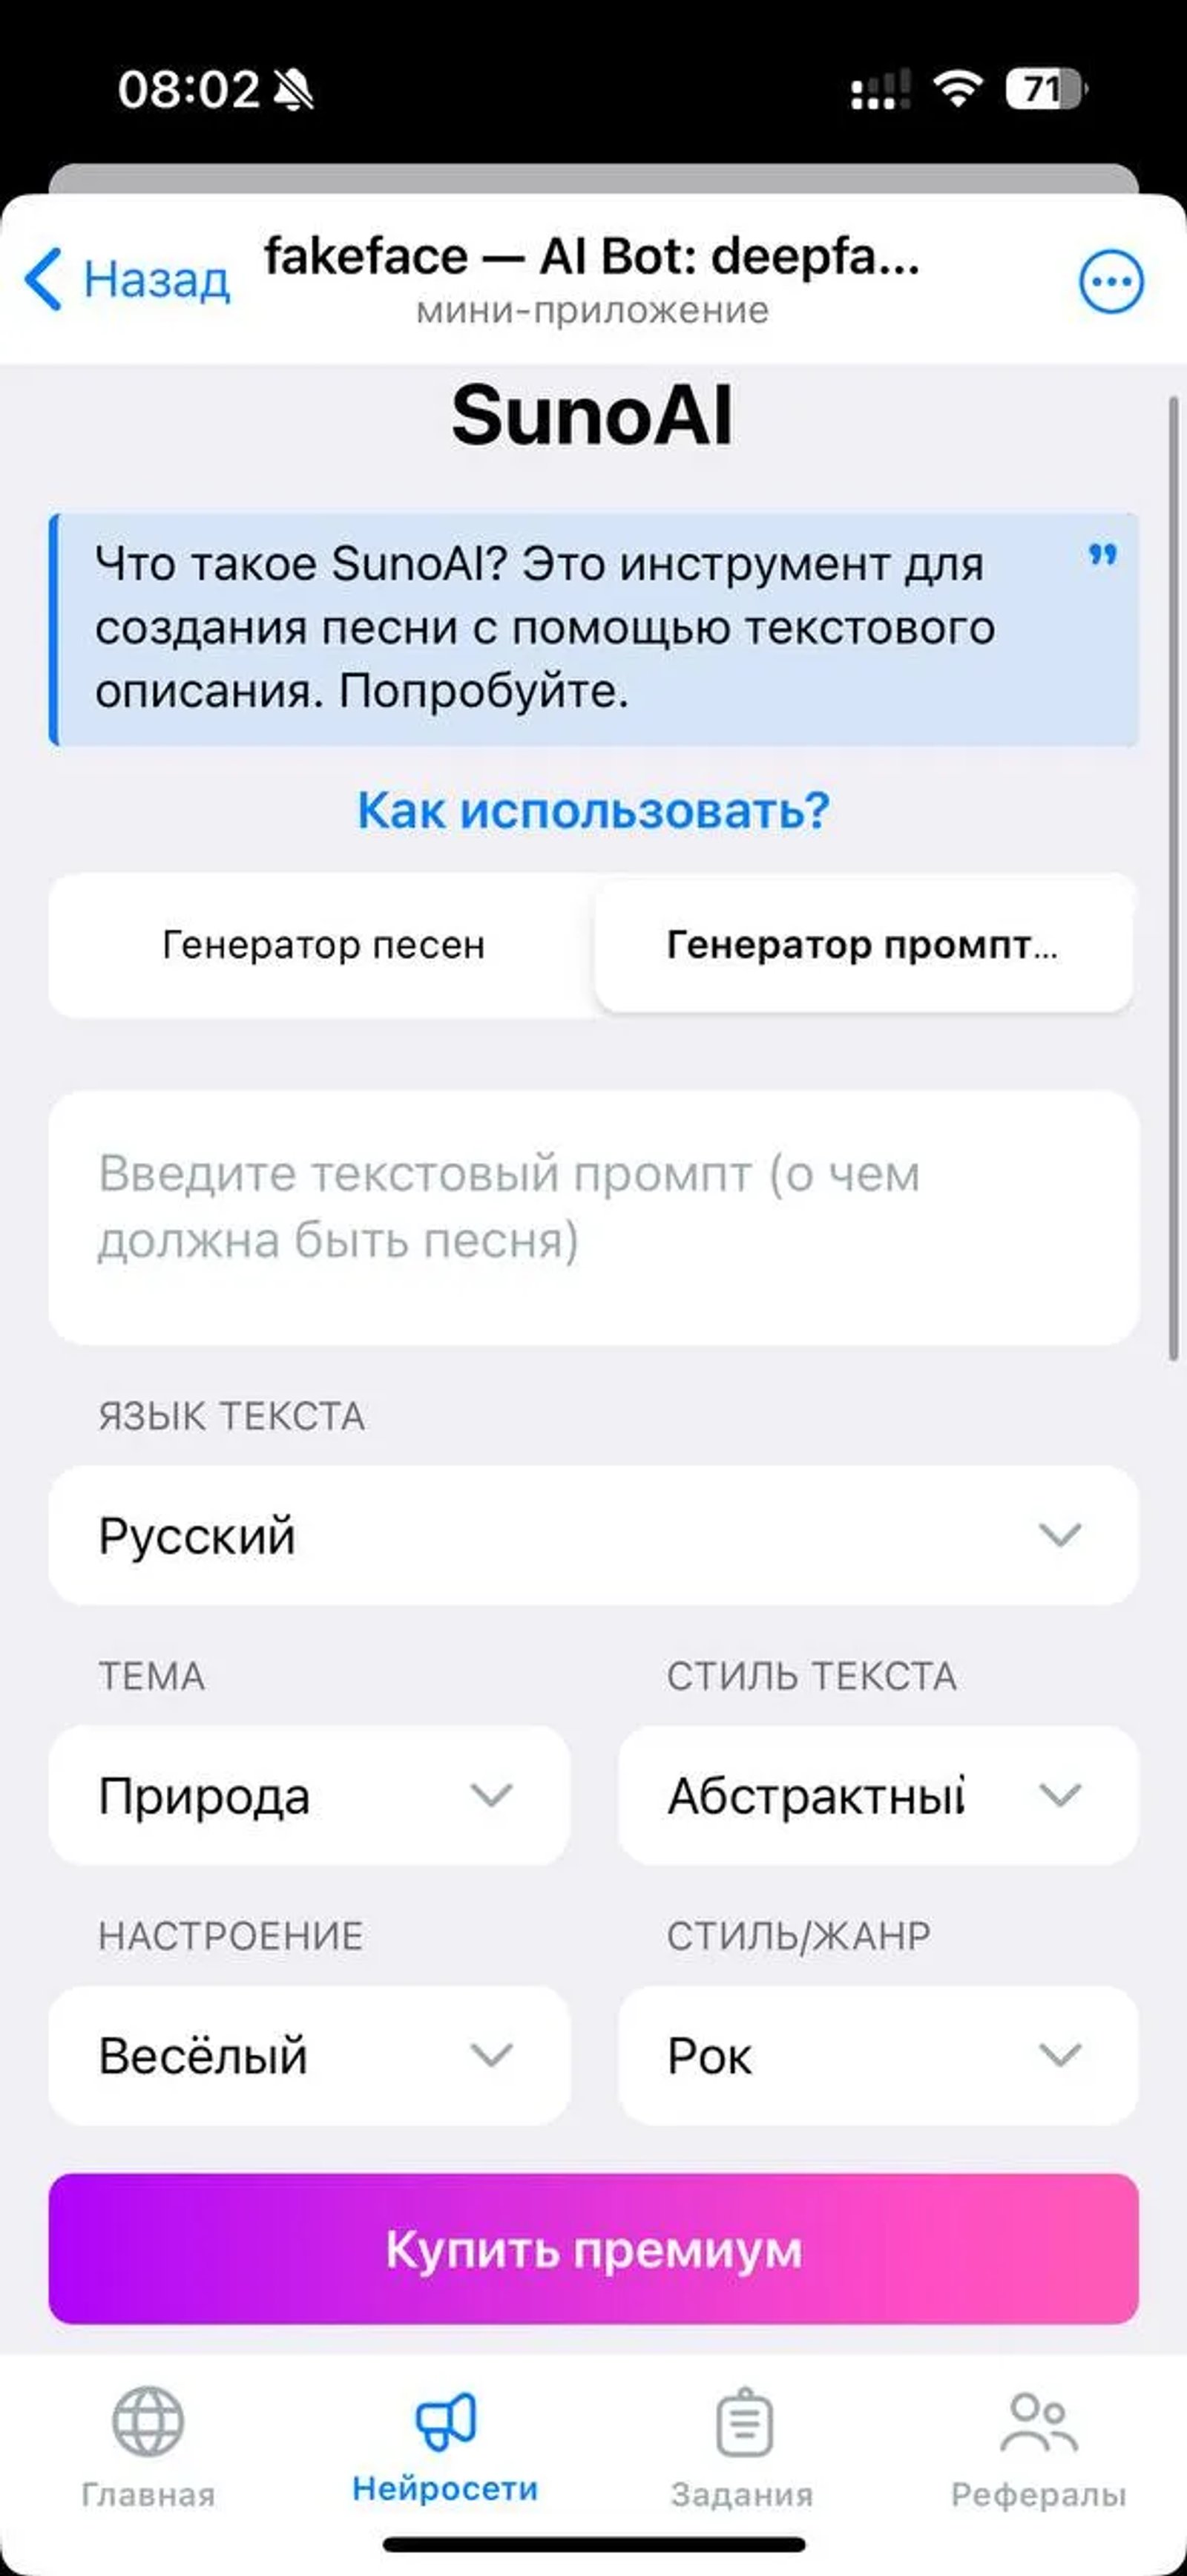 08:02
71
Назад
fakeface — AI Bot: deepfa...
мини-приложение
SunoAI
Что такое SunoAI? Это инструмент для
создания песни с помощью текстового
описания. Попробуйте.
Как использовать?
Генератор песен
Генератор промпт...
Введите текстовый промпт (о чем
должна быть песня)
ЯЗЫК ТЕКСТА
Русский
ТЕМА
СТИЛЬ ТЕКСТА
Природа
Абстрактный
НАСТРОЕНИЕ
СТИЛЬ/ЖАНР
Весёлый
Рок
Купить премиум
Главная
Нейросети
Задания
Рефералы